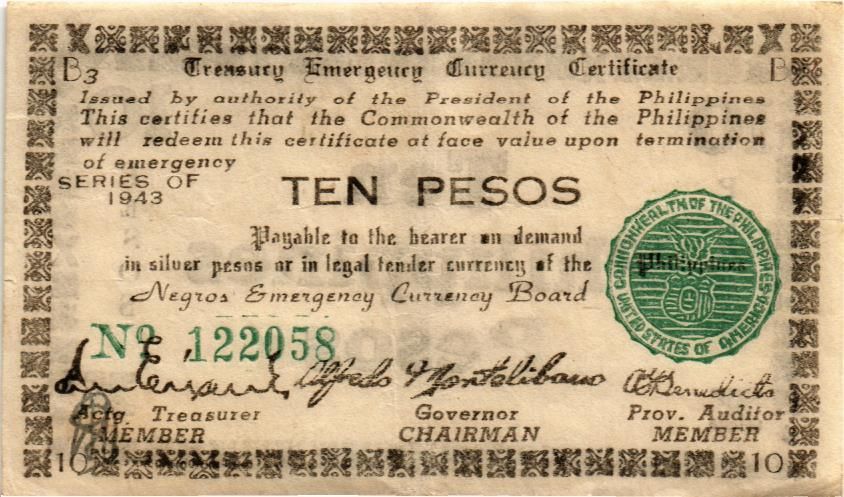 X X
B3 Treasury Emergency Currency Certificate B
Issued by authority of the President of the Philippines
This certifies that the Commonwealth of the Philippines
will redeem this certificate at face value upon termination
of emergency
SERIES OF
1943
TEN PESOS
Payable to the bearer on demand
in silver pesos or in legal tender currency of the
Negros Emergency Currency Board
COMMONWEALTH OF THE PHILIPPINES
Philippines
UNITED STATES OF AMERICA
No 122058
Alfredo Montelibano
Actg Treasurer Governor Prov. Auditor
MEMBER CHAIRMAN MEMBER
10 10